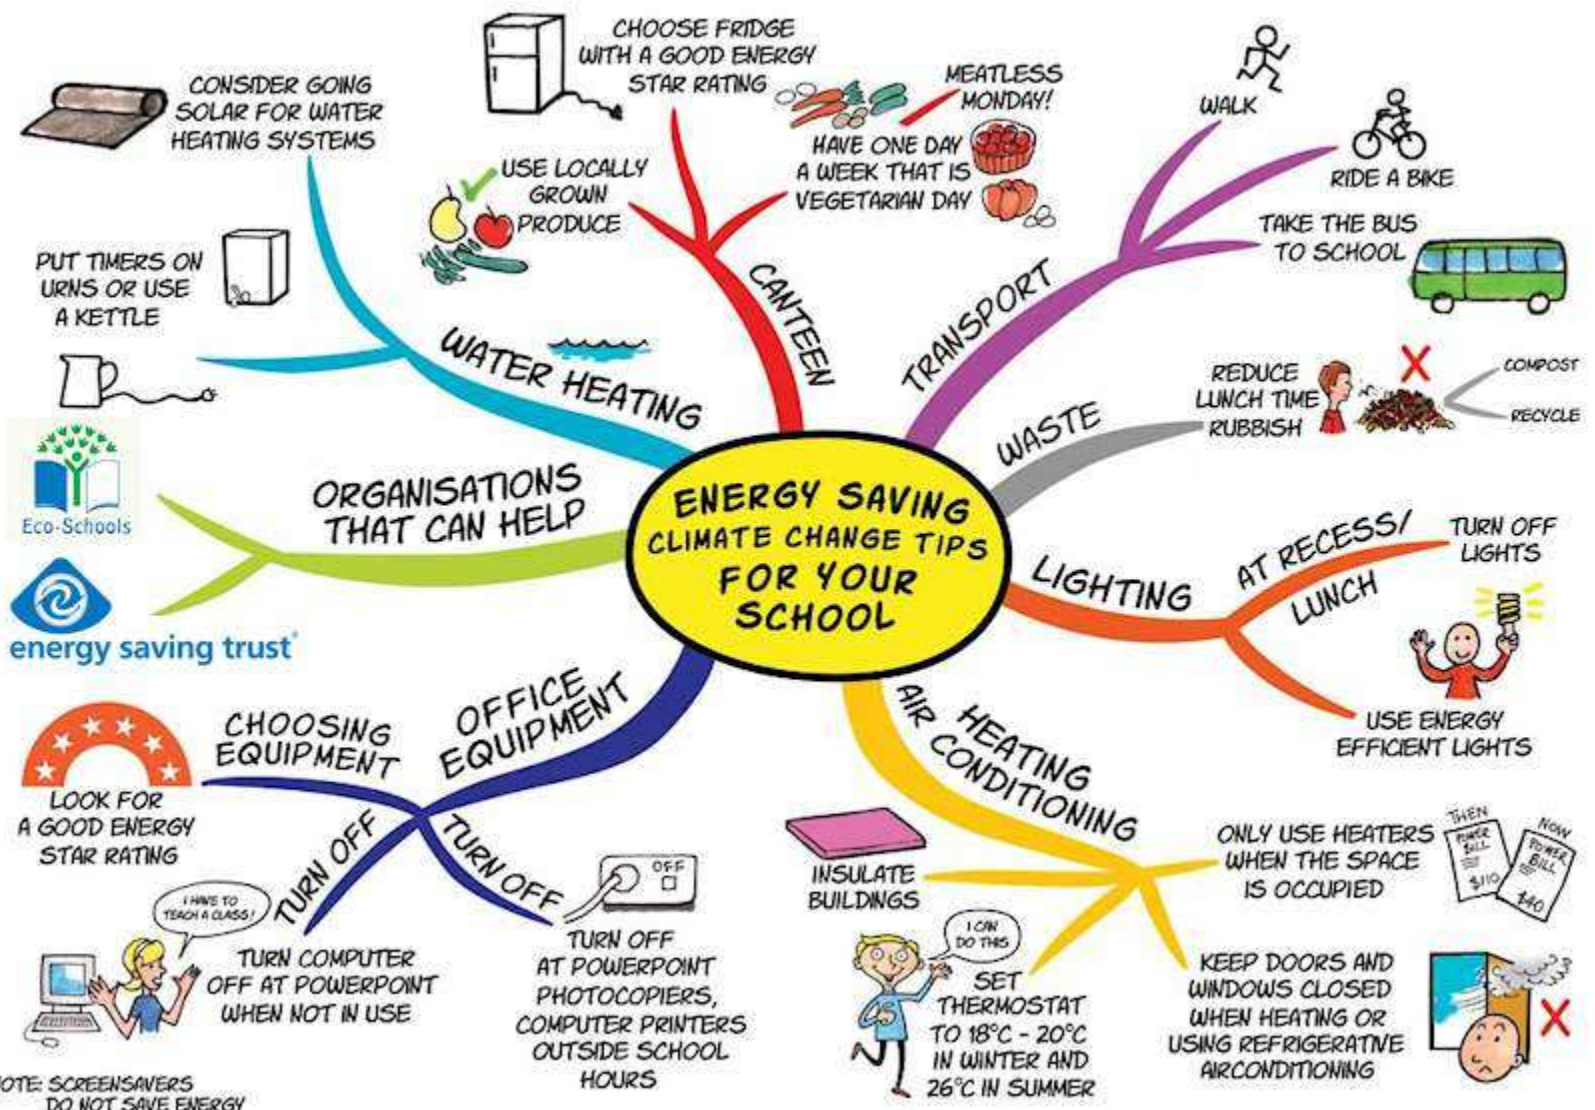 ENERGY SAVING
CLIMATE CHANGE TIPS
FOR YOUR
SCHOOL
CANTEEN
USE LOCALLY
GROWN
PRODUCE
CHOOSE FRIDGE
WITH A GOOD ENERGY
STAR RATING
MEATLESS
MONDAY!
HAVE ONE DAY
A WEEK THAT IS
VEGETARIAN DAY
TRANSPORT
WALK
RIDE A BIKE
TAKE THE BUS
TO SCHOOL
WASTE
REDUCE
LUNCH TIME
RUBBISH
COMPOST
RECYCLE
LIGHTING
AT RECESS/
LUNCH
TURN OFF
LIGHTS
USE ENERGY
EFFICIENT LIGHTS
HEATING
AIR CONDITIONING
ONLY USE HEATERS
WHEN THE SPACE
IS OCCUPIED
THEN
POWER
BILL
$110
NOW
POWER
BILL
$40
KEEP DOORS AND
WINDOWS CLOSED
WHEN HEATING OR
USING REFRIGERATIVE
AIRCONDITIONING
I CAN
DO THIS
SET
THERMOSTAT
TO 18°C - 20°C
IN WINTER AND
26°C IN SUMMER
INSULATE
BUILDINGS
OFFICE
EQUIPMENT
TURN OFF
OFF
TURN OFF
AT POWERPOINT
PHOTOCOPIERS,
COMPUTER PRINTERS
OUTSIDE SCHOOL
HOURS
TURN OFF
I HAVE TO
TEACH A CLASS!
TURN COMPUTER
OFF AT POWERPOINT
WHEN NOT IN USE
NOTE: SCREENSAVERS
DO NOT SAVE ENERGY
CHOOSING
EQUIPMENT
LOOK FOR
A GOOD ENERGY
STAR RATING
ORGANISATIONS
THAT CAN HELP
Eco-Schools
energy saving trust®
WATER HEATING
PUT TIMERS ON
URNS OR USE
A KETTLE
CONSIDER GOING
SOLAR FOR WATER
HEATING SYSTEMS